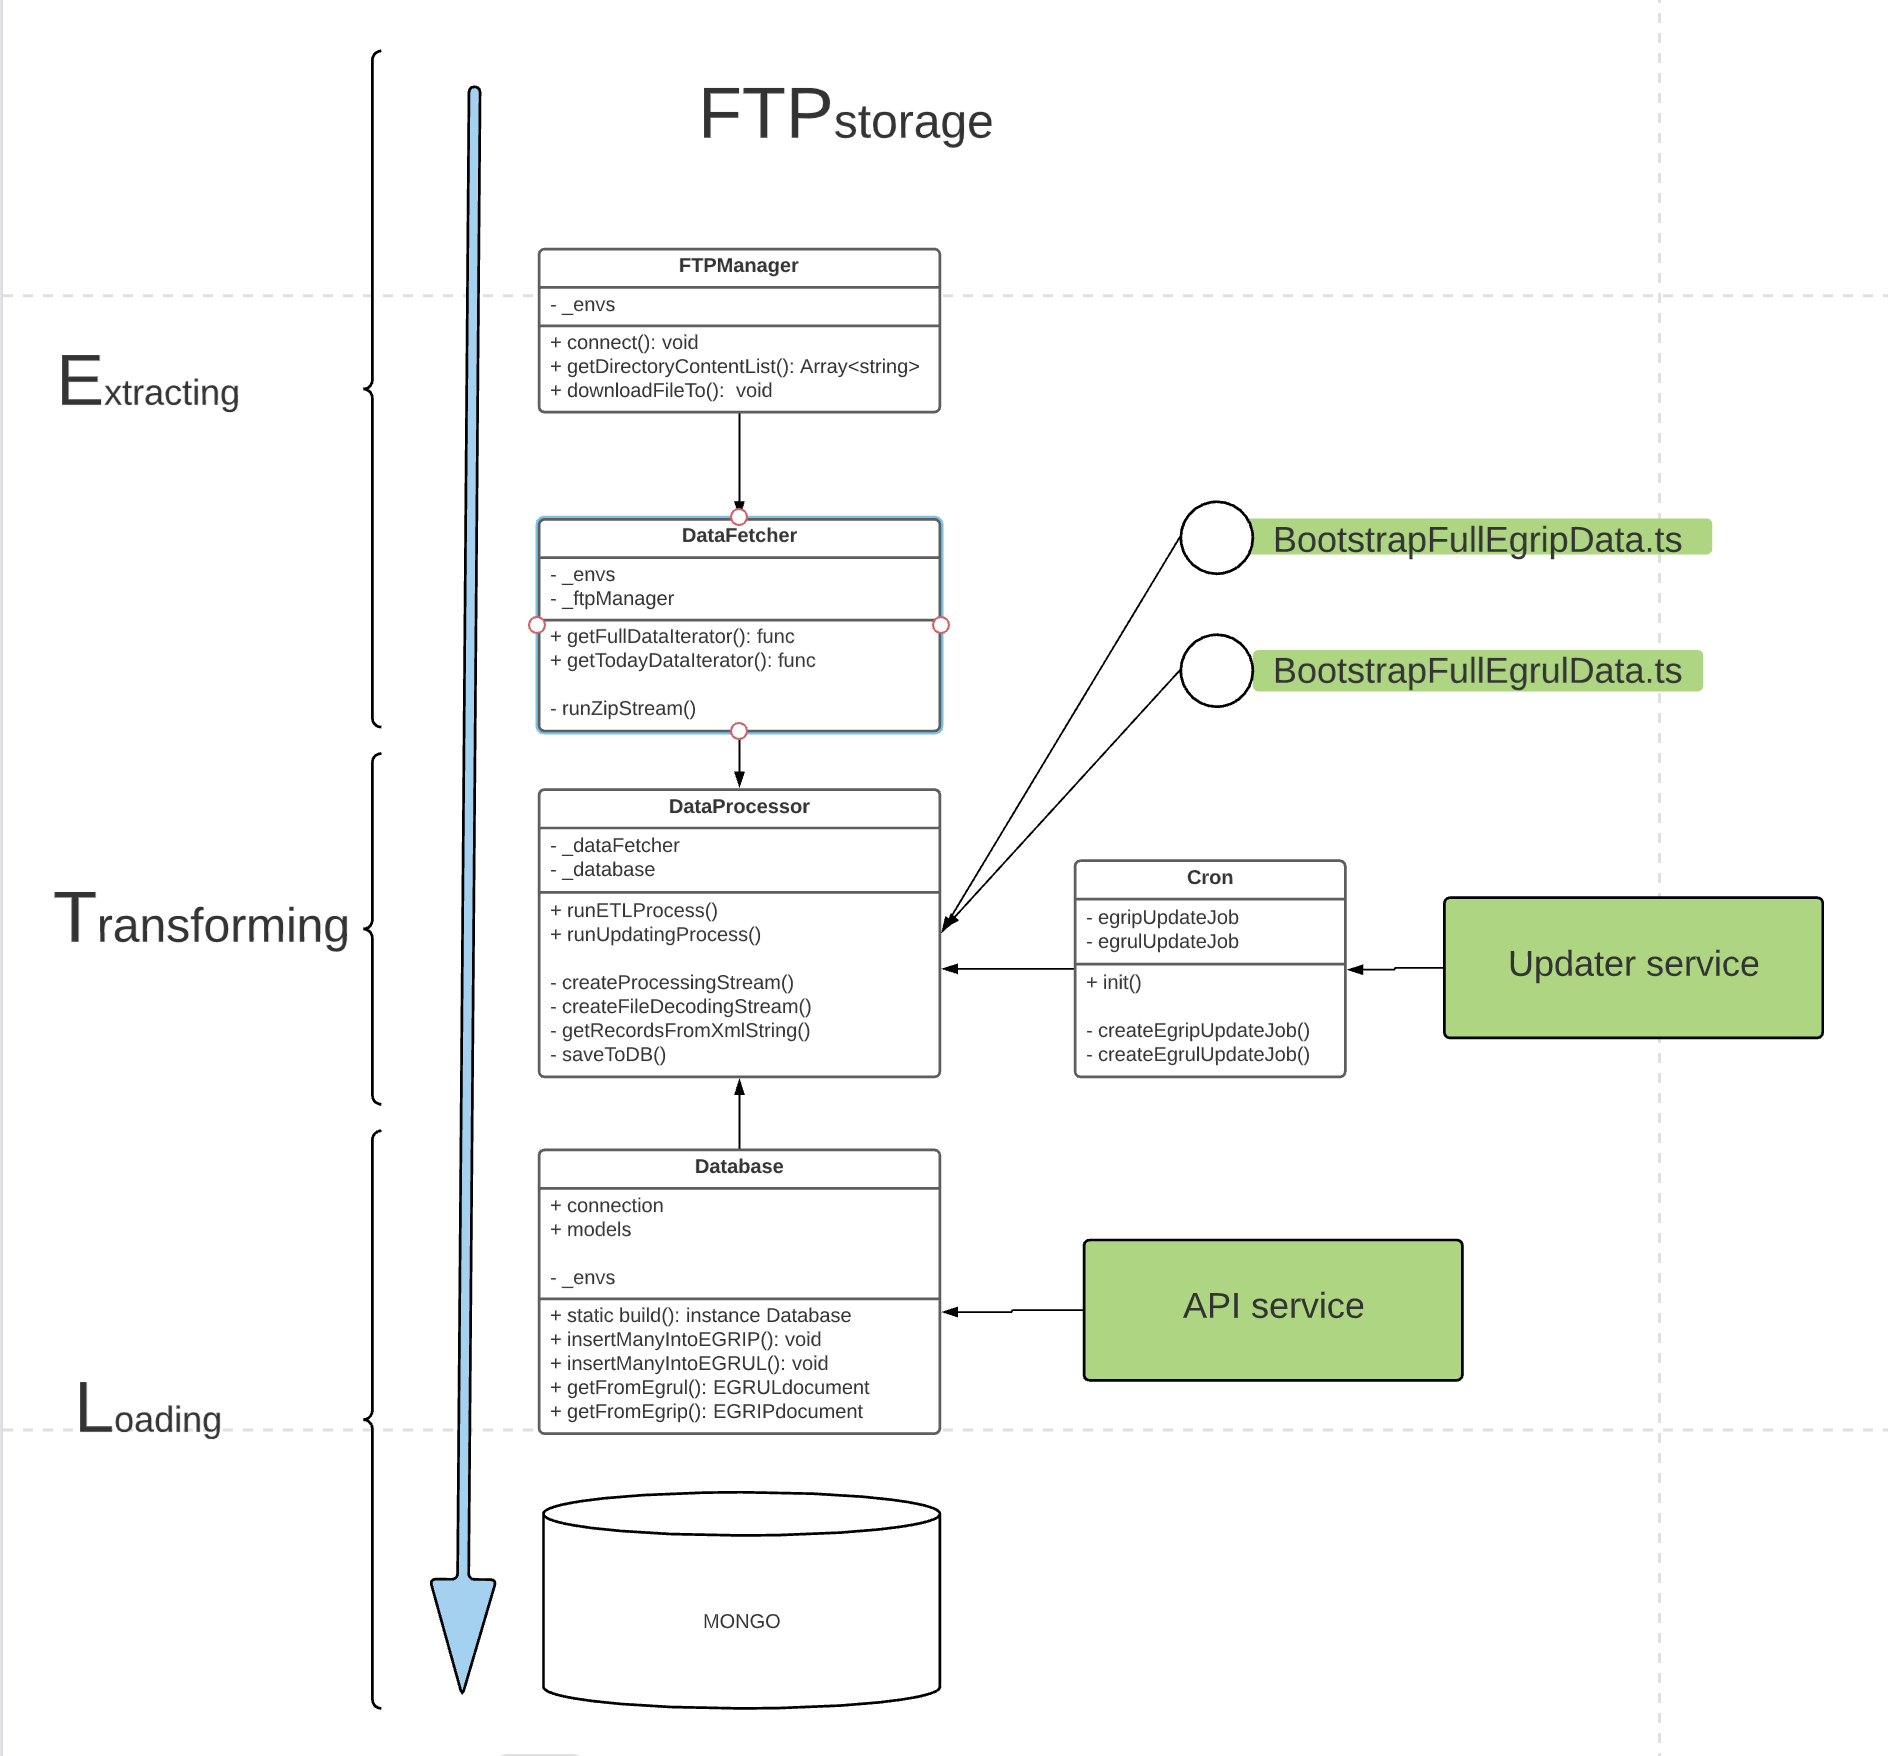 FTPstorage
Extracting
FTPManager
- _envs
+ connect(): void
+ getDirectoryContentList(): Array<string>
+ downloadFileTo():  void
DataFetcher
- _envs
- _ftpManager
+ getFullDataIterator(): func
+ getTodayDataIterator(): func
- runZipStream()
BootstrapFullEgripData.ts
BootstrapFullEgrulData.ts
Transforming
DataProcessor
- _dataFetcher
- _database
+ runETLProcess()
+ runUpdatingProcess()
- createProcessingStream()
- createFileDecodingStream()
- getRecordsFromXmlString()
- saveToDB()
Cron
- egripUpdateJob
- egrulUpdateJob
+ init()
- createEgripUpdateJob()
- createEgrulUpdateJob()
Updater service
Loading
Database
+ connection
+ models
- _envs
+ static build(): instance Database
+ insertManyIntoEGRIP(): void
+ insertManyIntoEGRUL(): void
+ getFromEgrul(): EGRULdocument
+ getFromEgrip(): EGRIPdocument
API service
MONGO